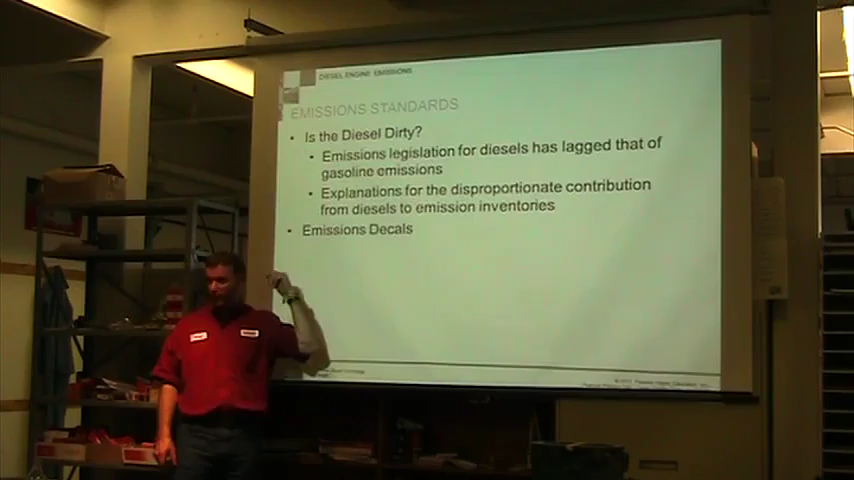 DIESEL ENGINE EMISSIONS
EMISSIONS STANDARDS
• Is the Diesel Dirty?
• Emissions legislation for diesels has lagged that of
gasoline emissions
• Explanations for the disproportionate contribution
from diesels to emission inventories
• Emissions Decals